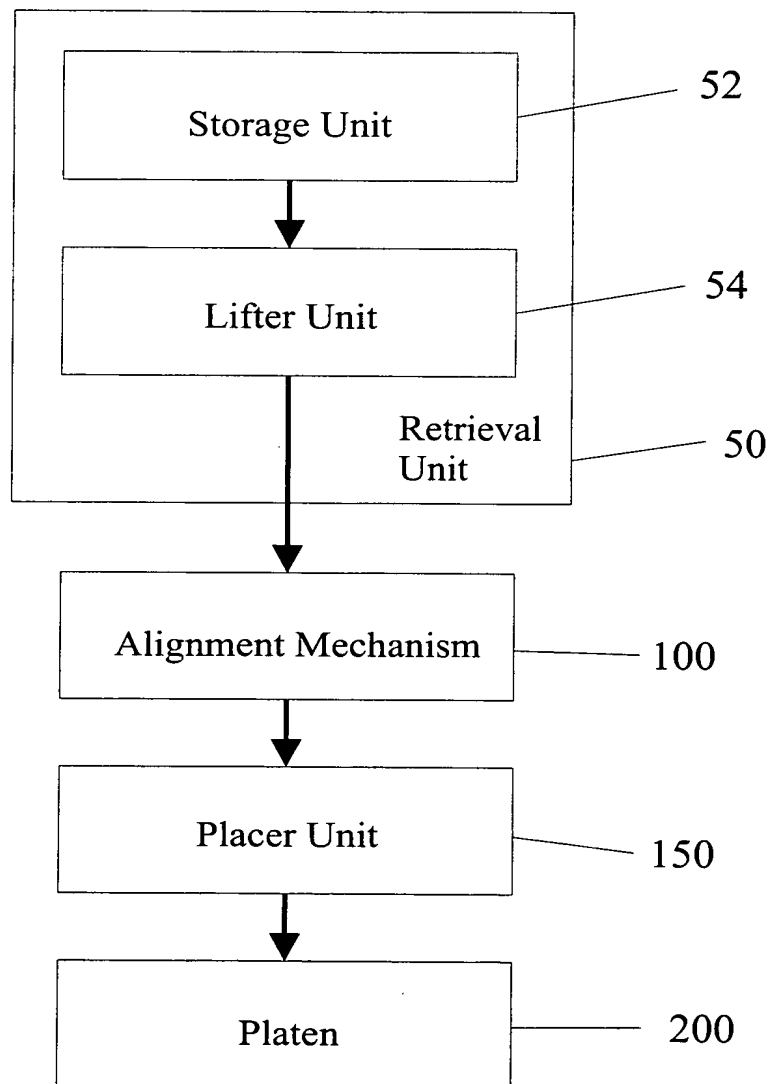 Storage Unit
52
Lifter Unit
54
Retrieval
Unit
50
Alignment Mechanism
100
Placer Unit
150
Platen
200